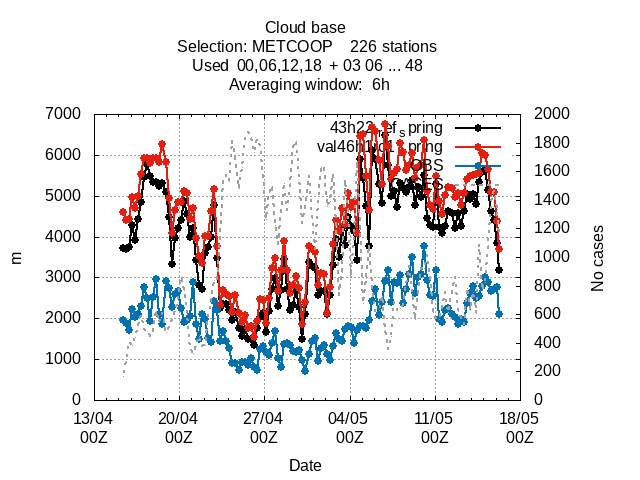 Cloud base
Selection: METCOOP 226 stations
Used 00,06,12,18 + 03 06 ... 48
Averaging window: 6h
7000
6000
5000
4000
3000
2000
1000
0
m
2000
1800
1600
1400
1200
1000
800
600
400
200
0
No cases
pring
pring
OBS
ES
13/04 00Z
20/04 00Z
27/04 00Z
04/05 00Z
11/05 00Z
18/05 00Z
Date